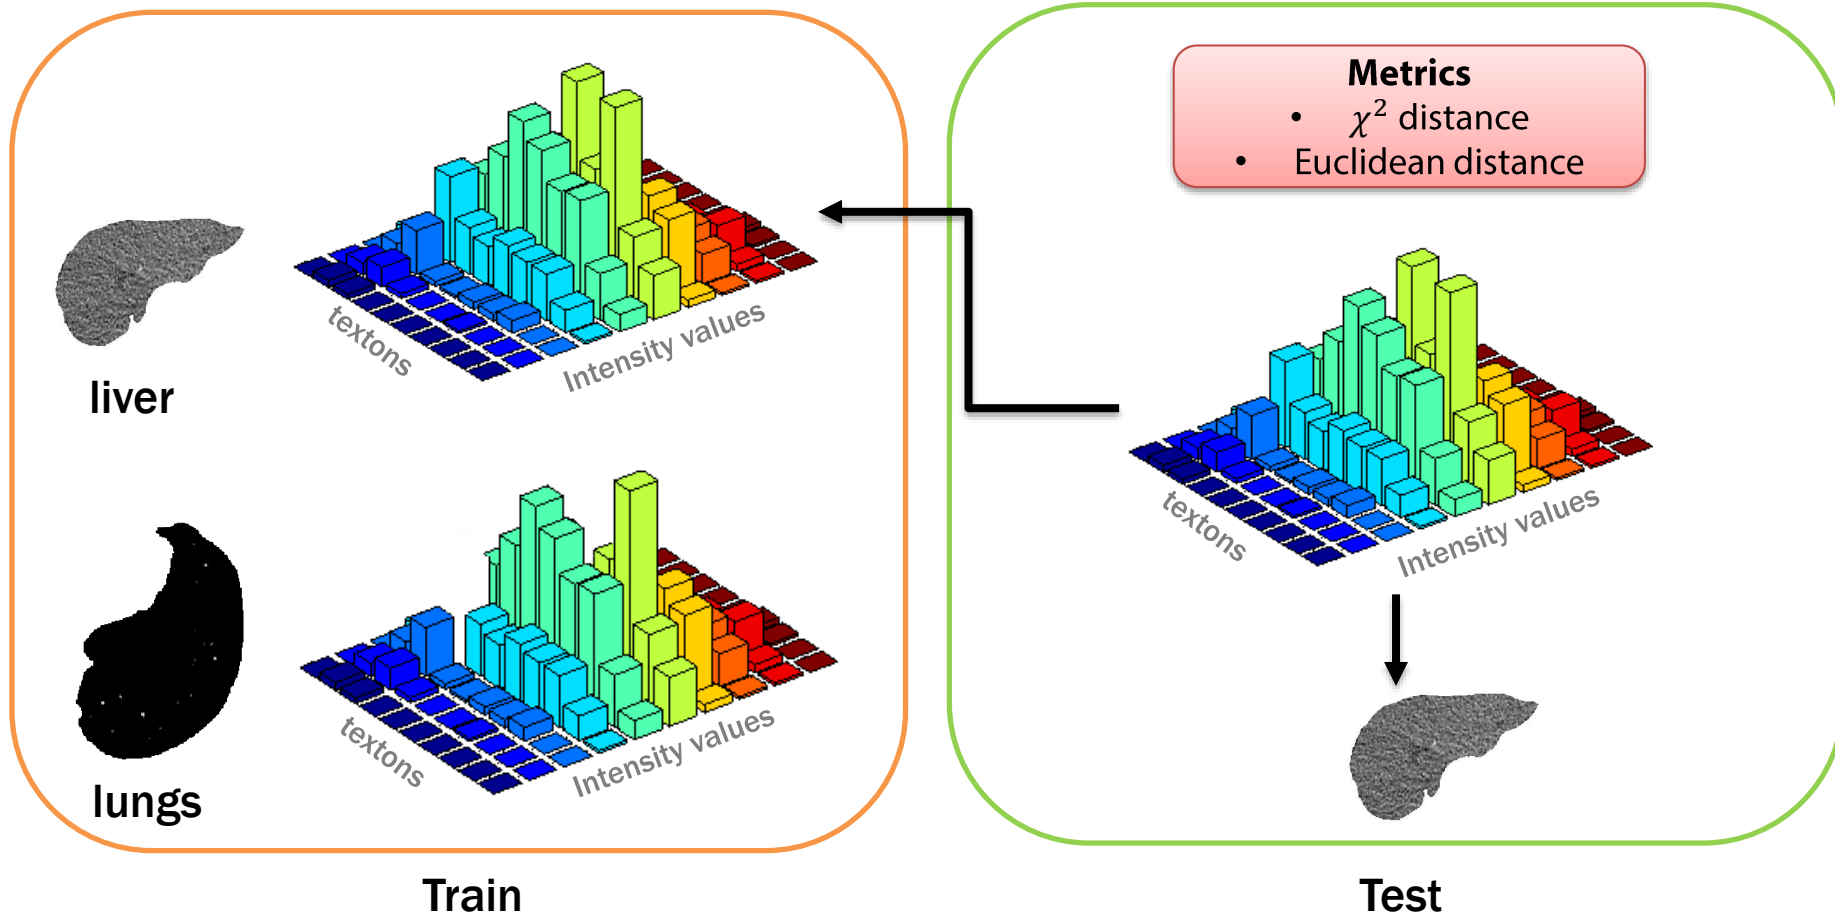 Metrics
• χ² distance
• Euclidean distance
textons
Intensity values
liver
textons
Intensity values
textons
Intensity values
lungs
Train
Test